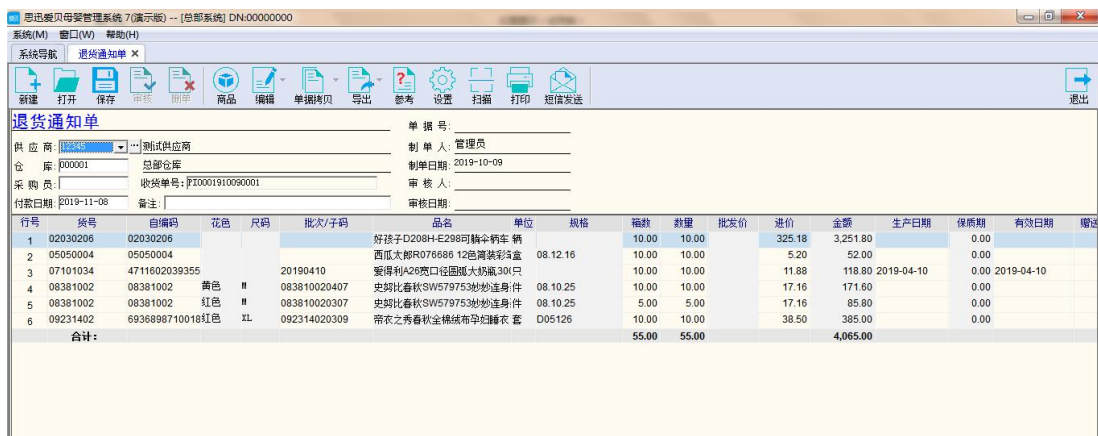 思迅爱贝母婴管理系统 7(演示版) -- [总部系统] DN:00000000
系统(M) 窗口(W) 帮助(H)
系统导航 退货通知单 ×
新建 打开 保存 审核 删单 商品 编辑 单据拷贝 导出 参考 设置 扫描 打印 短信发送 退出
退货通知单 单 据 号:
供 应 商: 12345 测试供应商 制 单 人: 管理员
仓 库: 000001 总部仓库 制单日期: 2019-10-09
采 购 员: 收货单号: PI0001910090001 审 核 人:
付款日期: 2019-11-08 备注: 审核日期:
行号 货号 自编码 花色 尺码 批次/子码 品名 单位 规格 箱数 数量 批发价 进价 金额 生产日期 保质期 有效日期 赠送
1 02030206 02030206 好孩子D208H-E298可躺伞柄车 辆 10.00 10.00 325.18 3,251.80 0.00
2 05050004 05050004 西瓜太郎R076686 12色筒装彩 盒 08.12.16 10.00 10.00 5.20 52.00 0.00
3 07101034 4711602039355 20190410 爱得利A26宽口径圆弧大奶瓶30( 只 10.00 10.00 11.88 118.80 2019-04-10 0.00 2019-04-10
4 08381002 08381002 黄色 M 083810020407 史努比春秋SW579753妙妙连身 件 08.10.25 10.00 10.00 17.16 171.60 0.00
5 08381002 08381002 红色 M 083810020307 史努比春秋SW579753妙妙连身 件 08.10.25 5.00 5.00 17.16 85.80 0.00
6 09231402 6936898710018 红色 XL 092314020309 帝衣之秀春秋全棉绒布孕妇睡衣 套 D05126 10.00 10.00 38.50 385.00 0.00
合计: 55.00 55.00 4,065.00